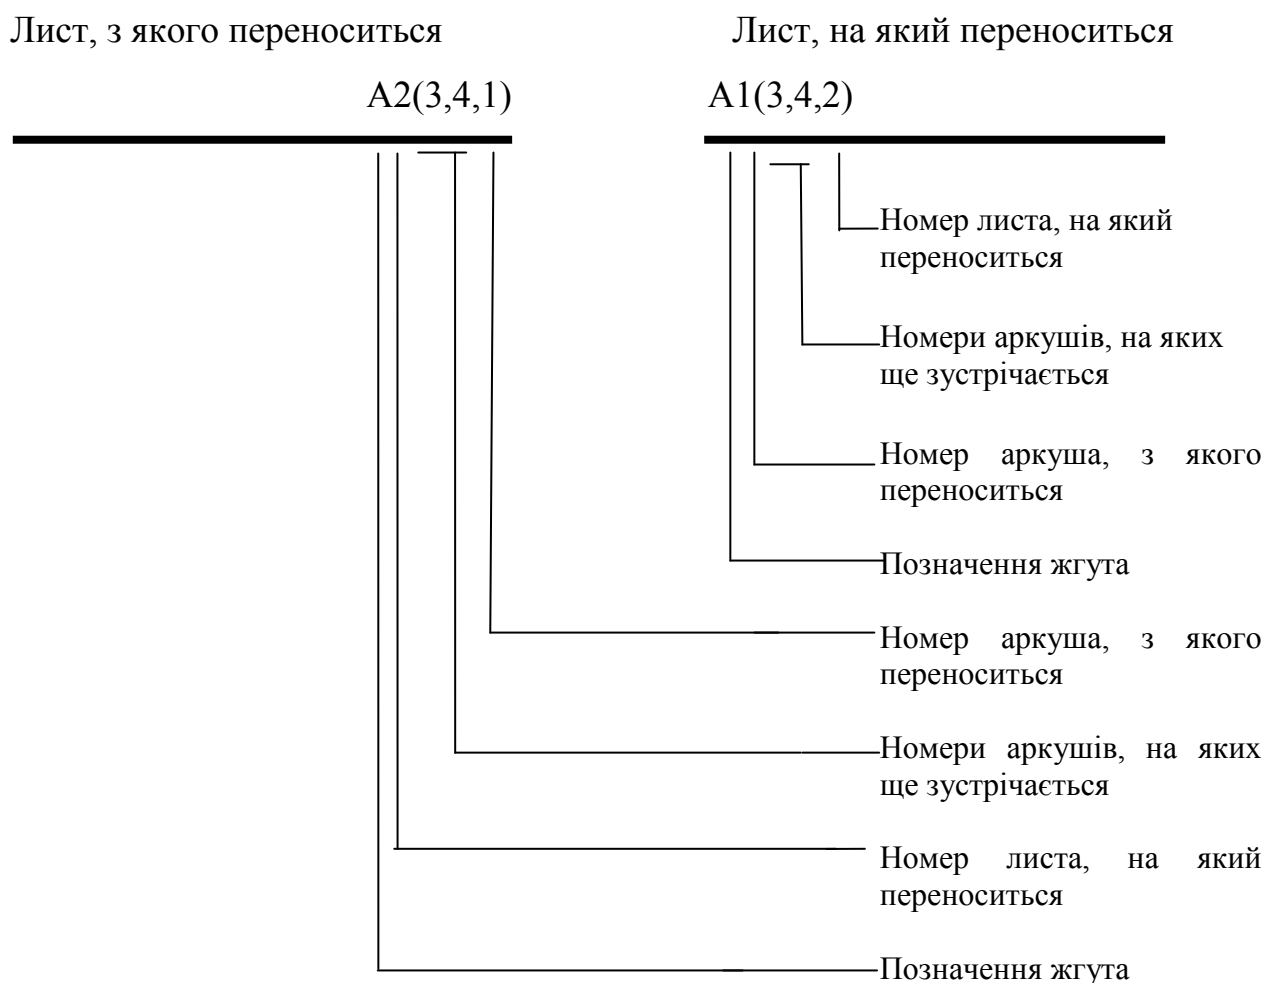 Лист, з якого переноситься
Лист, на який переноситься
А2(3,4,1)
А1(3,4,2)
Номер листа, на який
переноситься
Номери аркушів, на яких
ще зустрічається
Номер аркуша, з якого
переноситься
Позначення жгута
Номер аркуша, з якого
переноситься
Номери аркушів, на яких
ще зустрічається
Номер листа, на який
переноситься
Позначення жгута